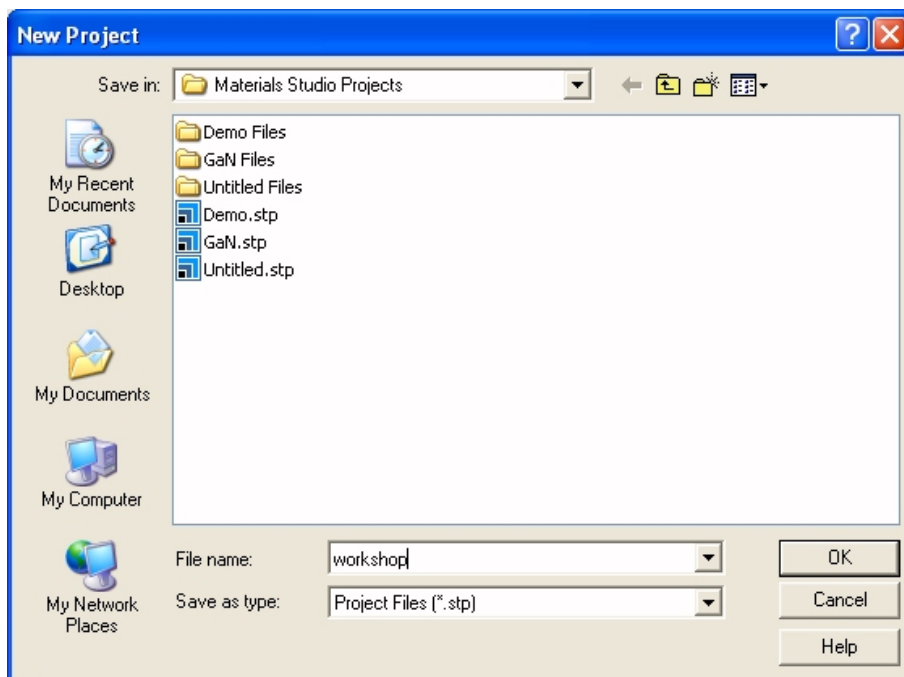 New Project
Save in:
Materials Studio Projects
My Recent
Documents
Desktop
My Documents
My Computer
My Network
Places
Demo Files
GaN Files
Untitled Files
Demo.stp
GaN.stp
Untitled.stp
File name:
workshop
OK
Save as type:
Project Files (*.stp)
Cancel
Help